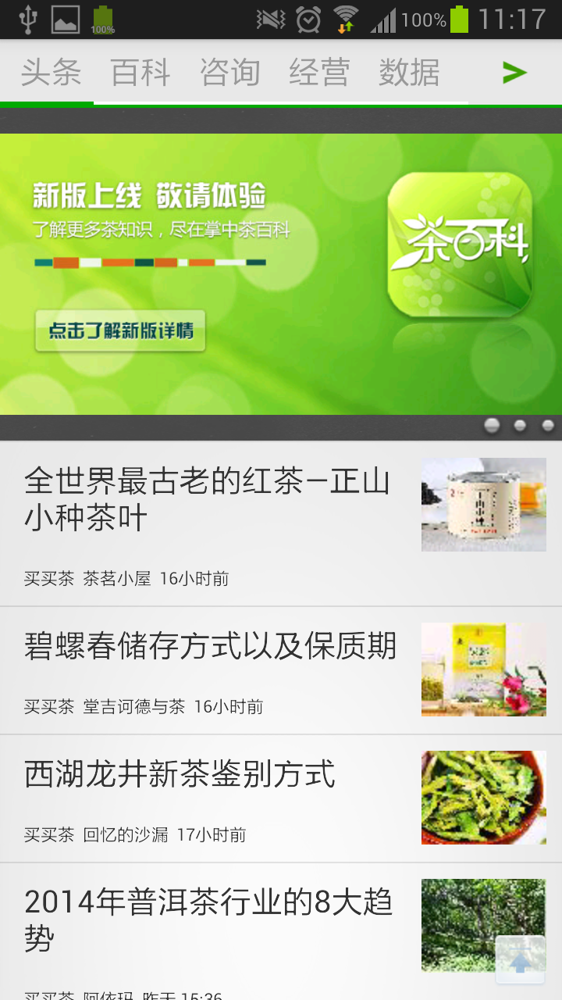 100%
100%
11:17
头条 百科 咨询 经营 数据
新版上线 敬请体验
了解更多茶知识，尽在掌中茶百科
茶百科
点击了解新版详情
全世界最古老的红茶—正山
小种茶叶
买买茶 茶茗小屋 16小时前
碧螺春储存方式以及保质期
买买茶 堂吉诃德与茶 16小时前
西湖龙井新茶鉴别方式
买买茶 回忆的沙漏 17小时前
2014年普洱茶行业的8大趋
势
买买茶 阿依玛 昨天 15:36